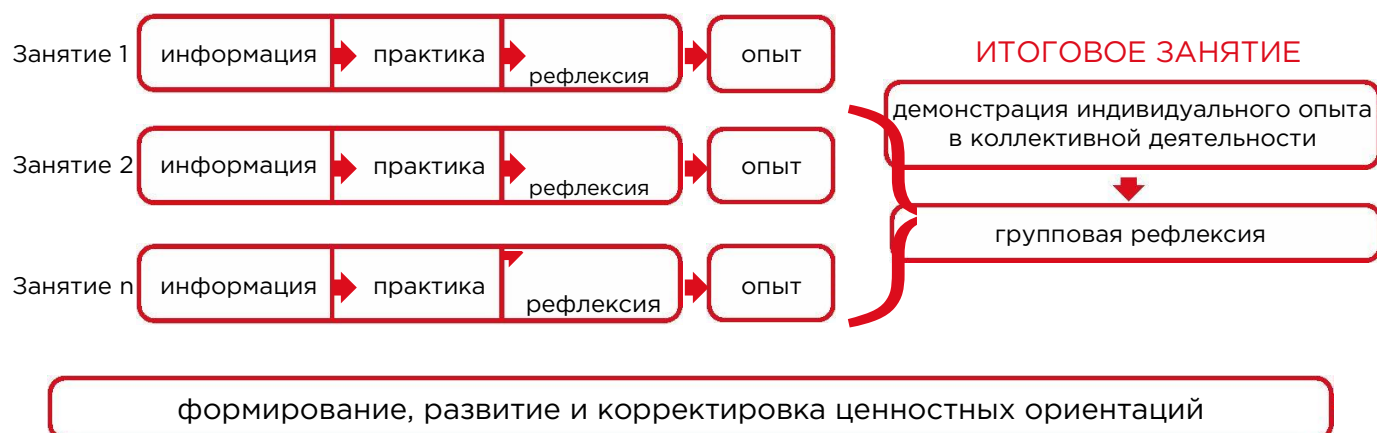 Занятие 1
информация
практика
рефлексия
опыт
ИТОГОВОЕ ЗАНЯТИЕ
демонстрация индивидуального опыта
в коллективной деятельности
Занятие 2
информация
практика
рефлексия
опыт
групповая рефлексия
Занятие n
информация
практика
рефлексия
опыт
формирование, развитие и корректировка ценностных ориентаций